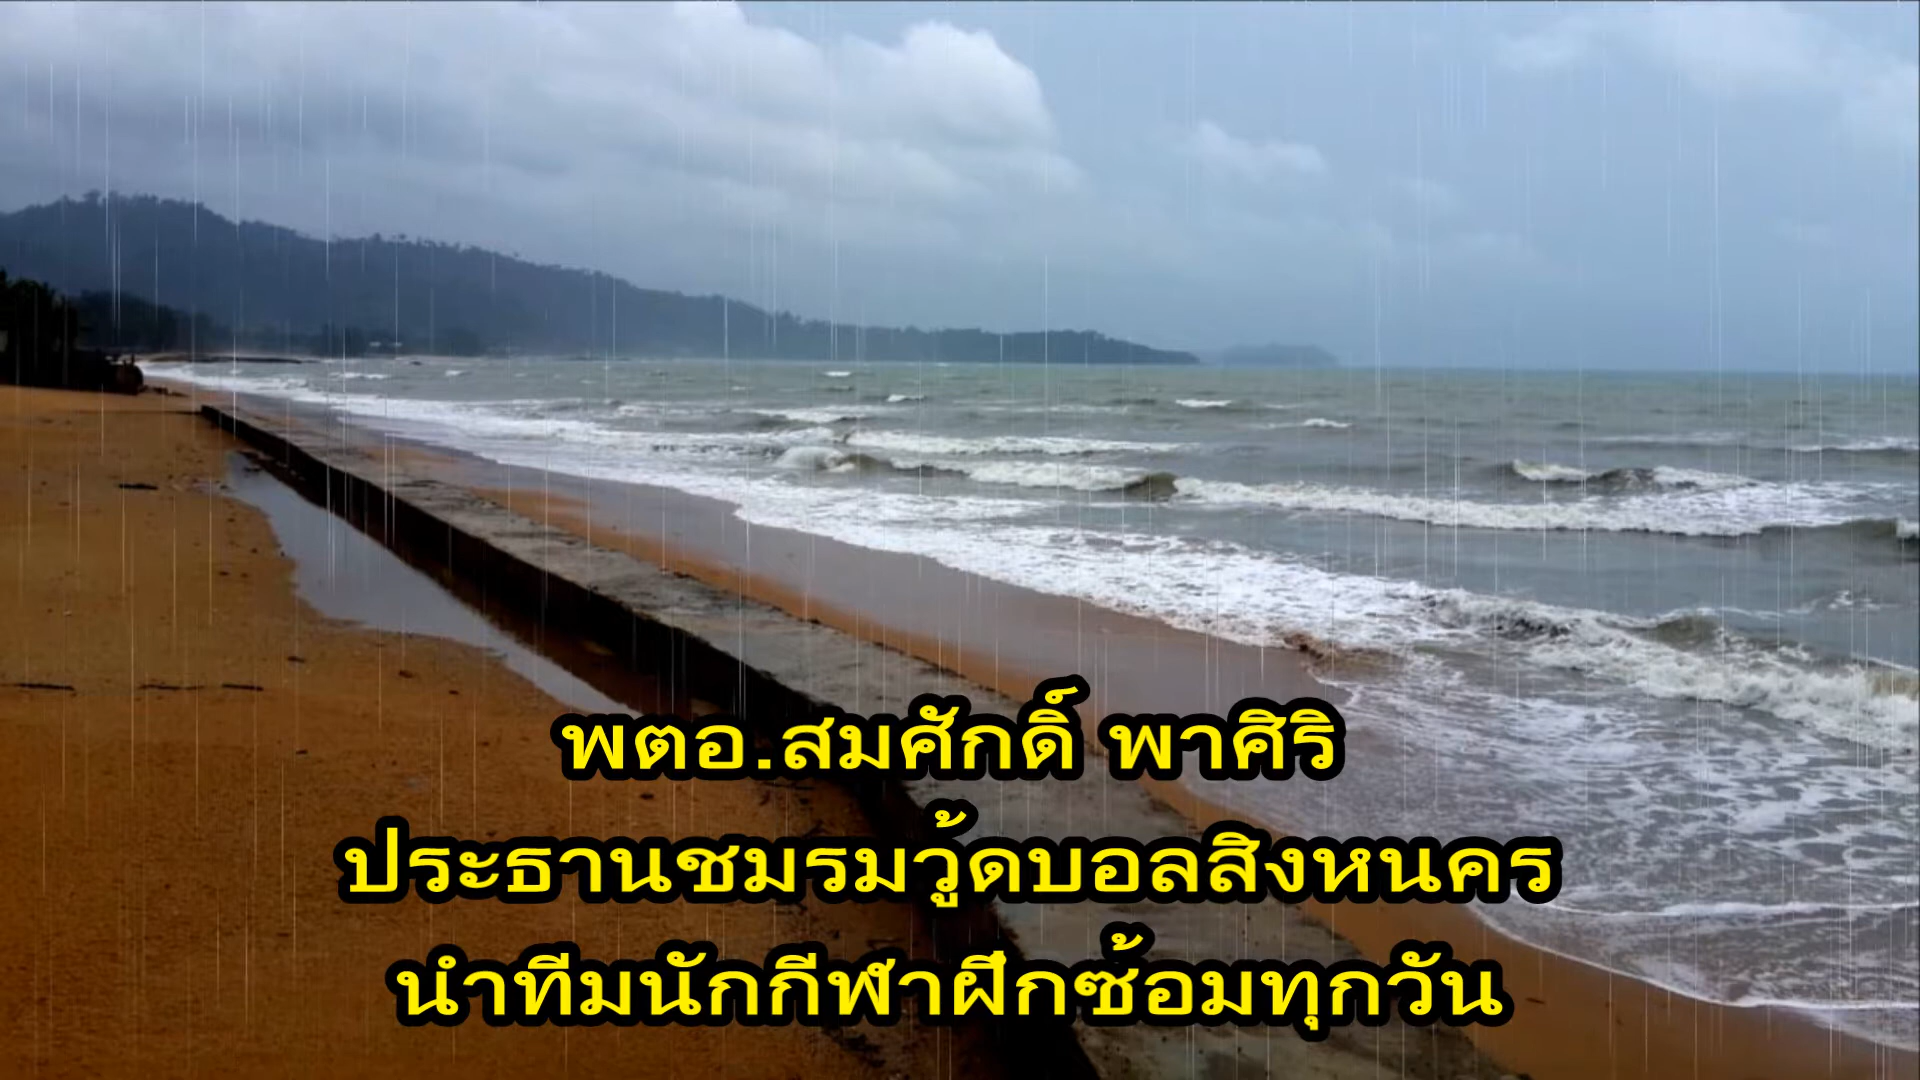 พตอ.สมศักดิ์ พาศิริ
ประธานชมรมวู้ดบอลสิงหนคร
นำทีมนักกีฬาฝึกซ้อมทุกวัน